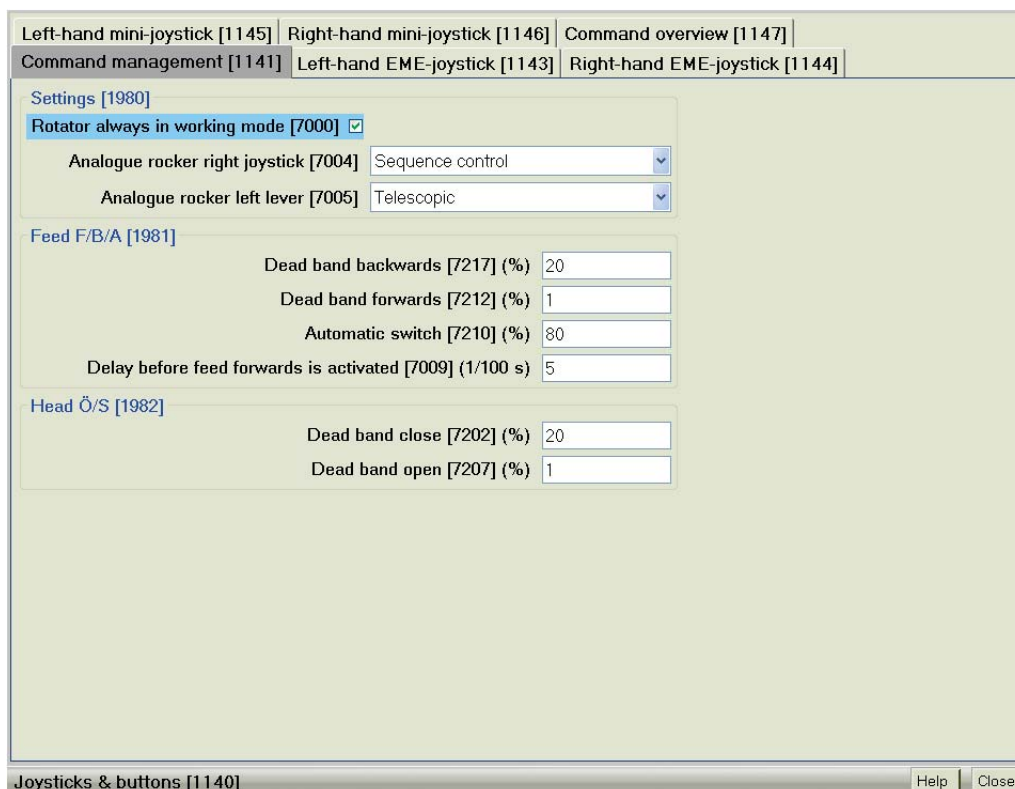 Left-hand mini-joystick [1145] Right-hand mini-joystick [1146] Command overview [1147]
Command management [1141] Left-hand EME-joystick [1143] Right-hand EME-joystick [1144]
Settings [1980]
Rotator always in working mode [7000]
Analogue rocker right joystick [7004] Sequence control
Analogue rocker left lever [7005] Telescopic
Feed F/B/A [1981]
Dead band backwards [7217] (%) 20
Dead band forwards [7212] (%) 1
Automatic switch [7210] (%) 80
Delay before feed forwards is activated [7009] (1/100 s) 5
Head Ö/S [1982]
Dead band close [7202] (%) 20
Dead band open [7207] (%) 1
Joysticks & buttons [1140] Help Close